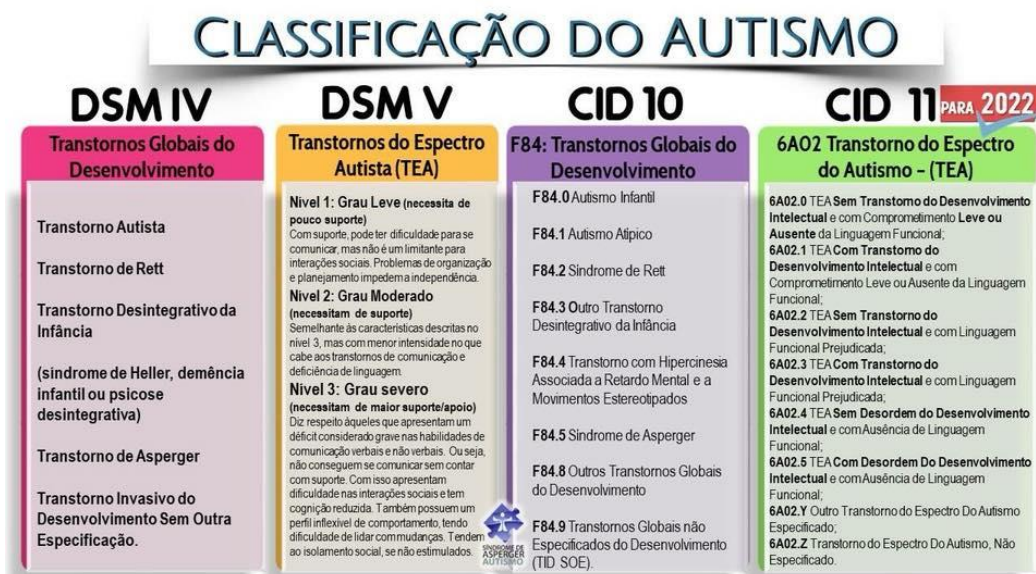 CLASSIFICAÇÃO DO AUTISMO
DSM IV
Transtornos Globais do
Desenvolvimento
Transtorno Autista
Transtorno de Rett
Transtorno Desintegrativo da
Infância
(síndrome de Heller, demência
infantil ou psicose
desintegrativa)
Transtorno de Asperger
Transtorno Invasivo do
Desenvolvimento Sem Outra
Especificação.
DSM V
Transtornos do Espectro
Autista (TEA)
Nivel 1: Grau Leve (necessita de
pouco suporte)
Com suporte, pode ter dificuldade para se
comunicar, mas não é um limitante para
interações sociais. Problemas de organização
e planejamento impedem a independência.
Nivel 2: Grau Moderado
(necessitam de suporte)
Semelhante às características descritas no
nível 3, mas com menor intensidade no que
cabe aos transtornos de comunicação e
deficiência de linguagem.
Nivel 3: Grau severo
(necessitam de maior suporte/apoio)
Diz respeito àqueles que apresentam um
déficit considerado grave nas habilidades de
comunicação verbais e não verbais. Ou seja,
não conseguem se comunicar sem contar
com suporte. Com isso apresentam
dificuldade nas interações sociais e tem
cognição reduzida. Também possuem um
perfil inflexivel de comportamento, tendo
dificuldade de lidar com mudanças. Tendem
ao isolamento social, se não estimulados.
SÍNDROME DE
ASPERGER
AUTISMO
CID 10
F84: Transtornos Globais do
Desenvolvimento
F84.0 Autismo Infantil
F84.1 Autismo Atipico
F84.2 Sindrome de Rett
F84.3 Outro Transtorno
Desintegrativo da Infância
F84.4 Transtorno com Hipercinesia
Associada a Retardo Mental e a
Movimentos Estereotipados
F84.5 Sindrome de Asperger
F84.8 Outros Transtornos Globais
do Desenvolvimento
F84.9 Transtornos Globais não
Especificados do Desenvolvimento
(TID SOE).
CID 11 PARA 2022
6A02 Transtorno do Espectro
do Autismo – (TEA)
6A02.0 TEA Sem Transtorno do Desenvolvimento
Intelectual e com Comprometimento Leve ou
Ausente da Linguagem Funcional;
6A02.1 TEA Com Transtorno do
Desenvolvimento Intelectual e com
Comprometimento Leve ou Ausente da Linguagem
Funcional;
6A02.2 TEA Sem Transtorno do
Desenvolvimento Intelectual e com Linguagem
Funcional Prejudicada;
6A02.3 TEA Com Transtorno do
Desenvolvimento Intelectual e com Linguagem
Funcional Prejudicada;
6A02.4 TEA Sem Desordem do Desenvolvimento
Intelectual e com Ausência de Linguagem
Funcional;
6A02.5 TEA Com Desordem Do Desenvolvimento
Intelectual e com Ausência de Linguagem
Funcional;
6A02.Y Outro Transtorno do Espectro Do Autismo
Especificado;
6A02.Z Transtorno do Espectro Do Autismo, Não
Especificado.